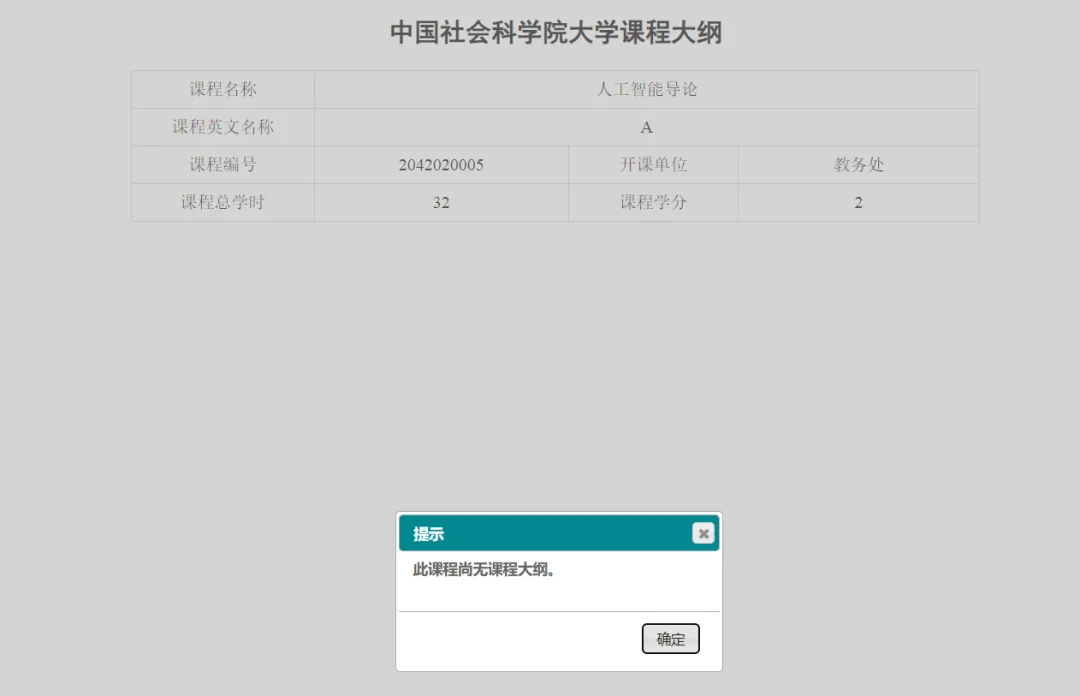 中国社会科学院大学课程大纲
课程名称 人工智能导论
课程英文名称 A
课程编号 2042020005 开课单位 教务处
课程总学时 32 课程学分 2
提示
此课程尚无课程大纲。
确定